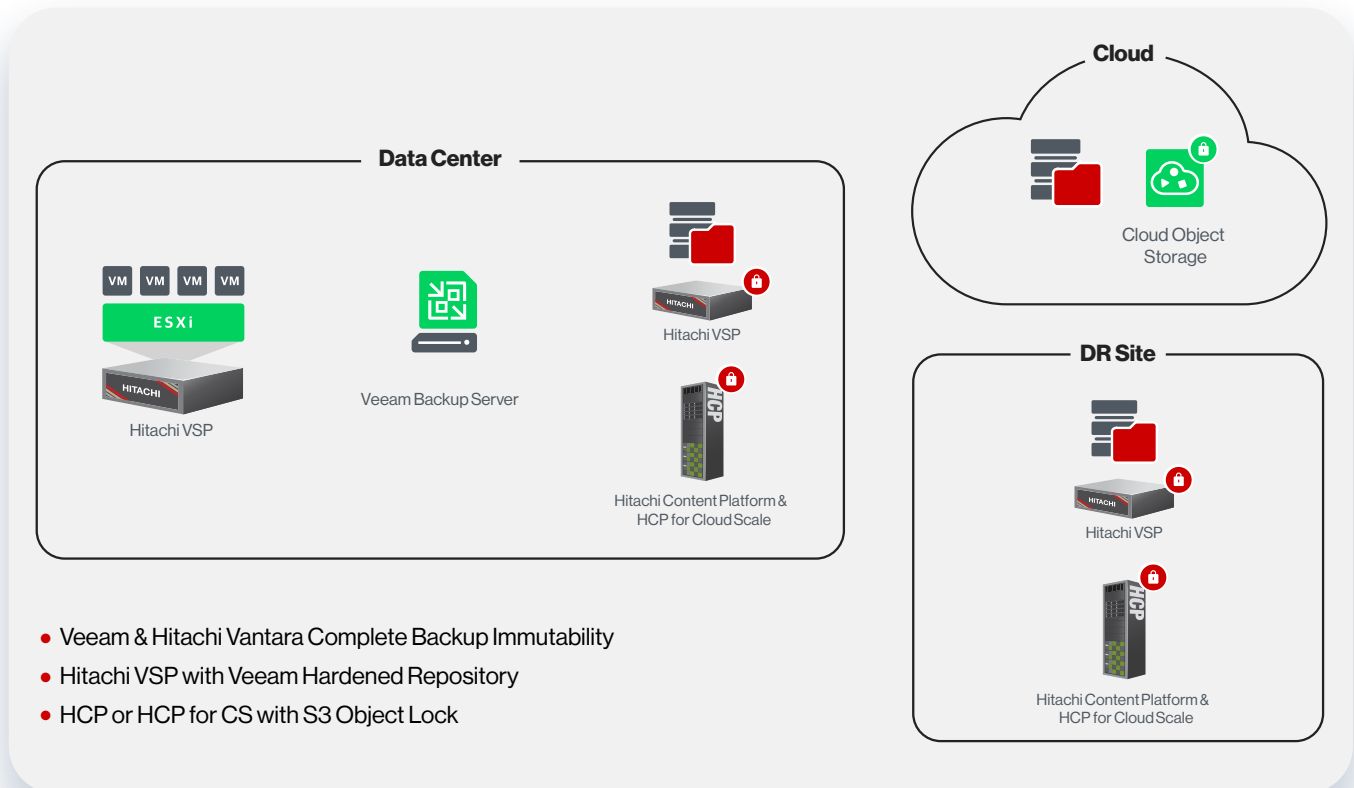 Data Center
VM VM VM VM
ESXi
HITACHI
Hitachi VSP
Veeam Backup Server
HITACHI
Hitachi VSP
HCP
Hitachi Content Platform &
HCP for Cloud Scale
Cloud
Cloud Object
Storage
DR Site
HITACHI
Hitachi VSP
HCP
Hitachi Content Platform &
HCP for Cloud Scale
• Veeam & Hitachi Vantara Complete Backup Immutability
• Hitachi VSP with Veeam Hardened Repository
• HCP or HCP for CS with S3 Object Lock